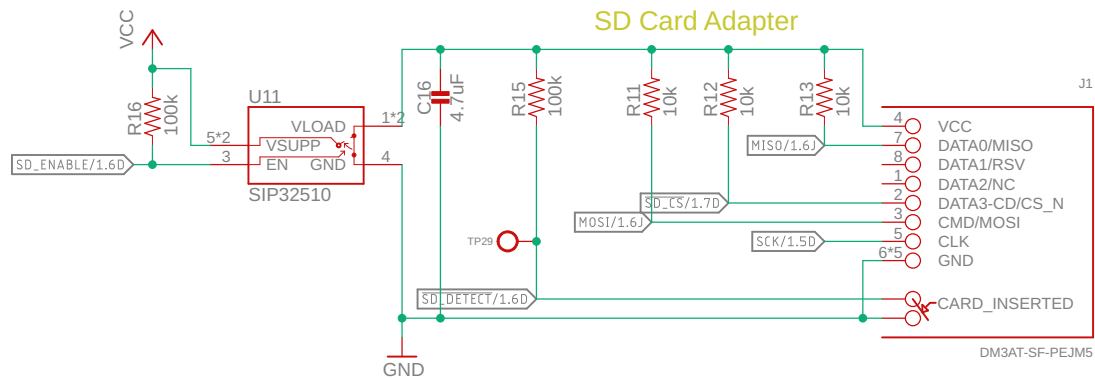 SD Card Adapter
VCC
R16
100k
U11
VLOAD
VSUPP
EN
GND
1*2
5*2
3
4
SIP32510
SD_ENABLE/1.6D
C16
4.7uF
R15
100k
R11
10k
R12
10k
R13
10k
J1
MISO/1.6J
SD_CS/1.7D
MOSI/1.6J
SCK/1.5D
TP29
SD_DETECT/1.6D
GND
4 VCC
7 DATA0/MISO
8 DATA1/RSV
1 DATA2/NC
2 DATA3-CD/CS_N
3 CMD/MOSI
5 CLK
6*5 GND
CARD_INSERTED
DM3AT-SF-PEJM5